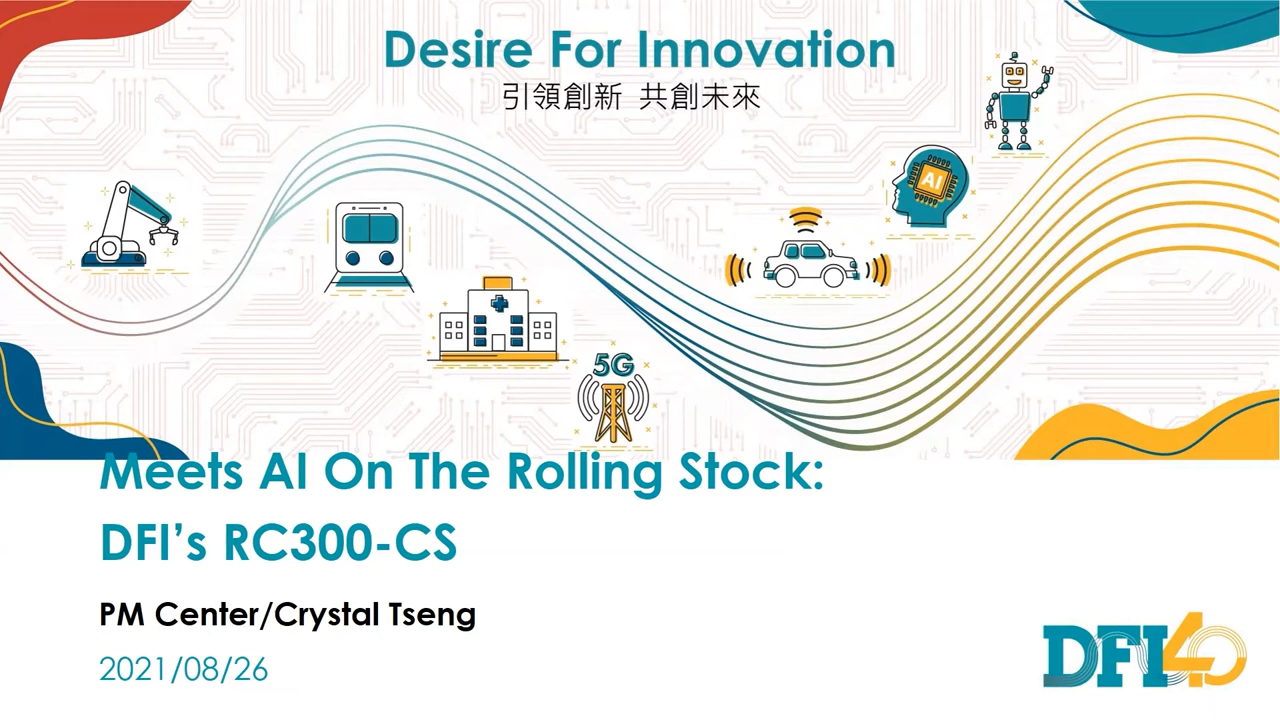 Desire For Innovation
引領創新 共創未來
AI
5G
Meets AI On The Rolling Stock:
DFI’s RC300-CS
PM Center/Crystal Tseng
2021/08/26
DFI40